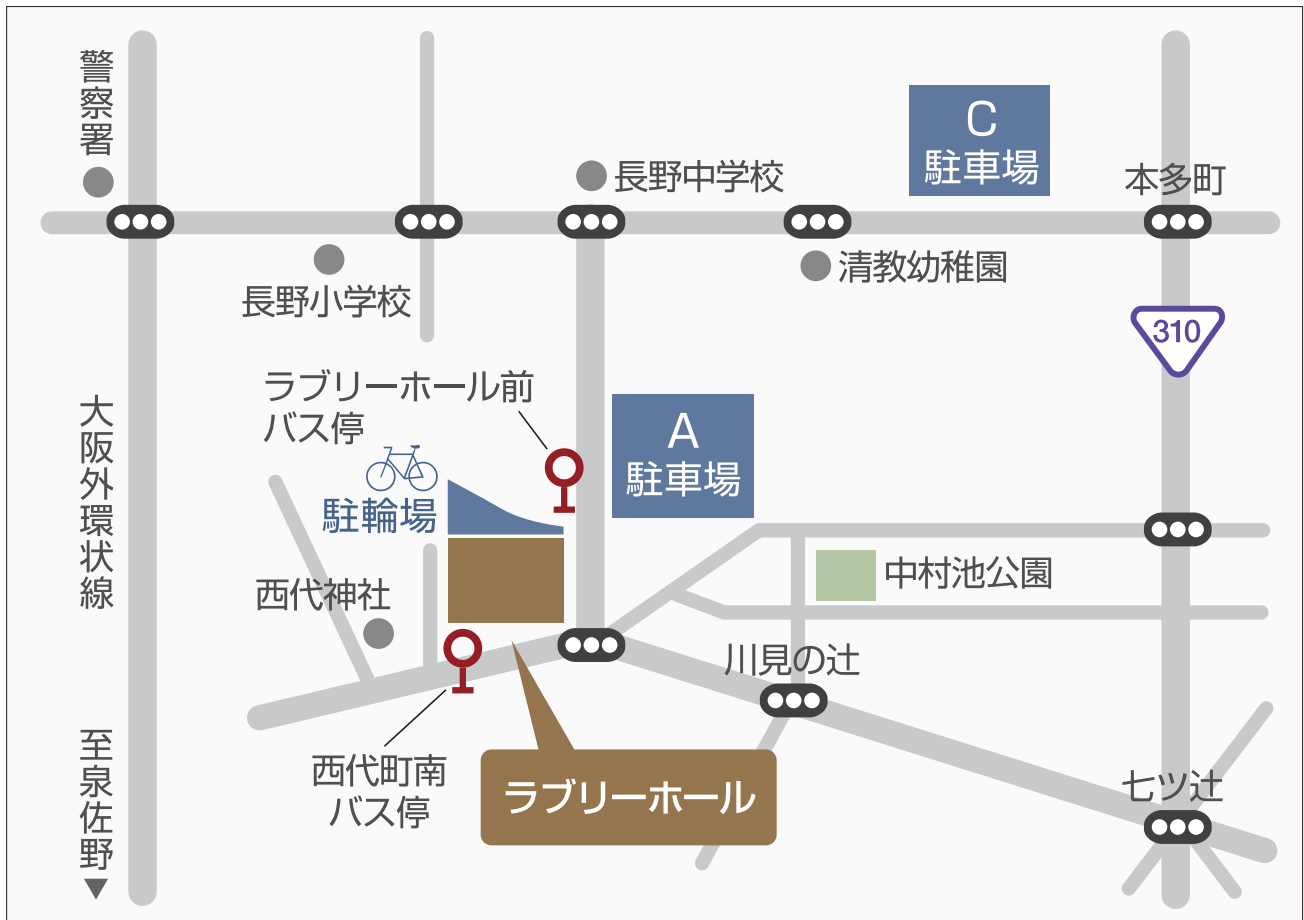 警察署
C
駐車場
長野中学校
本多町
長野小学校
清教幼稚園
310
ラブリーホール前
バス停
A
駐車場
大阪外環状線
駐輪場
中村池公園
西代神社
川見の辻
西代町南
バス停
ラブリーホール
七ツ辻
至泉佐野▼